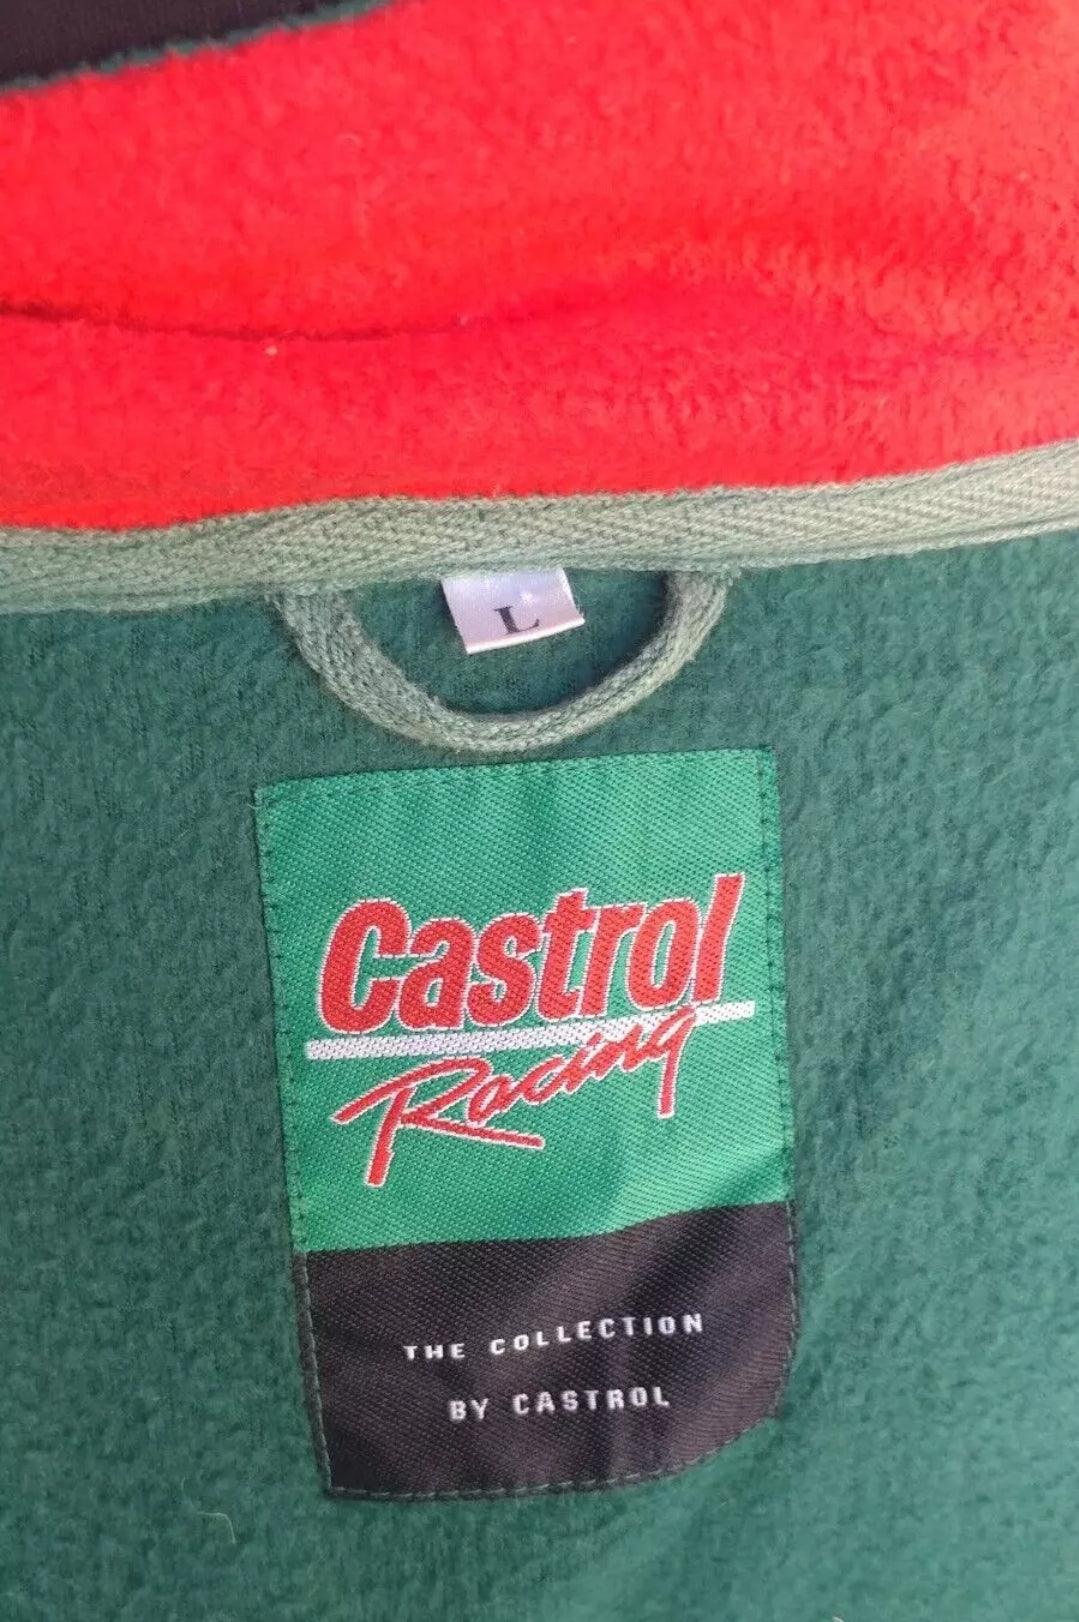 L
Castrol
Racing
THE COLLECTION
BY CASTROL